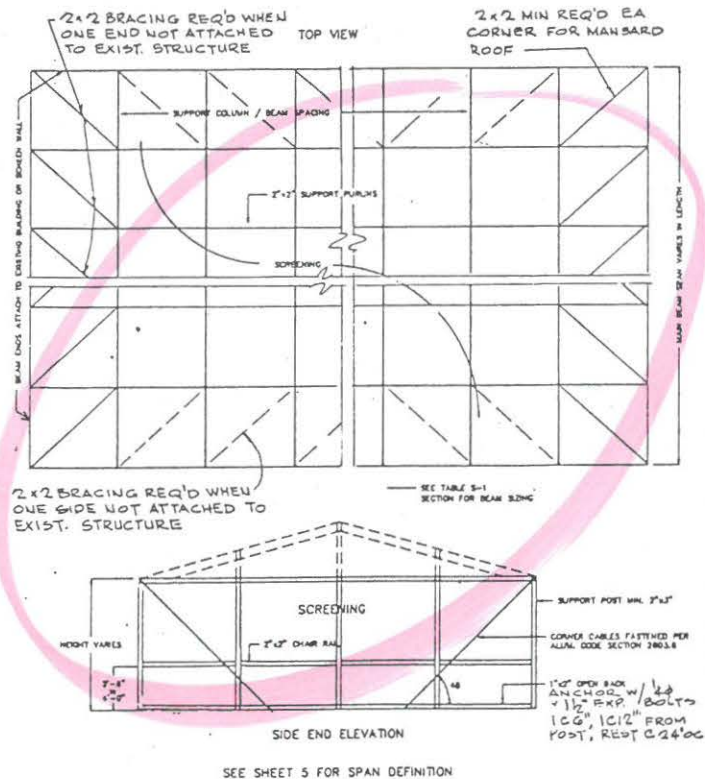 2x2 BRACING REQ'D WHEN
ONE END NOT ATTACHED
TO EXIST. STRUCTURE
TOP VIEW
2x2 MIN REQ'D EA
CORNER FOR MANSARD
ROOF
SUPPORT COLUMN / BEAM SPACING
BEAM ENDS ATTACH TO EXISTING BUILDING OR SCREEN WALL
2"x2" SUPPORT PURLINS
SCREENING
MAIN BEAM SPAN VARIES IN LENGTH
2x2 BRACING REQ'D WHEN
ONE SIDE NOT ATTACHED TO
EXIST. STRUCTURE
SEE TABLE S-1
SECTION FOR BEAM SIZING
SCREENING
SUPPORT POST MIN. 2"x3"
HEIGHT VARIES
2"x2" CHAIR RAIL
CORNER CABLES FASTENED PER
ALUM. CODE SECTION
OPEN BACK
ANCHOR W/ 1/4ϕ
x 1 1/2" EXP. BOLTS
1@6", 1@12" FROM
POST, REST @ 24"OC
SIDE END ELEVATION
SEE SHEET 5 FOR SPAN DEFINITION